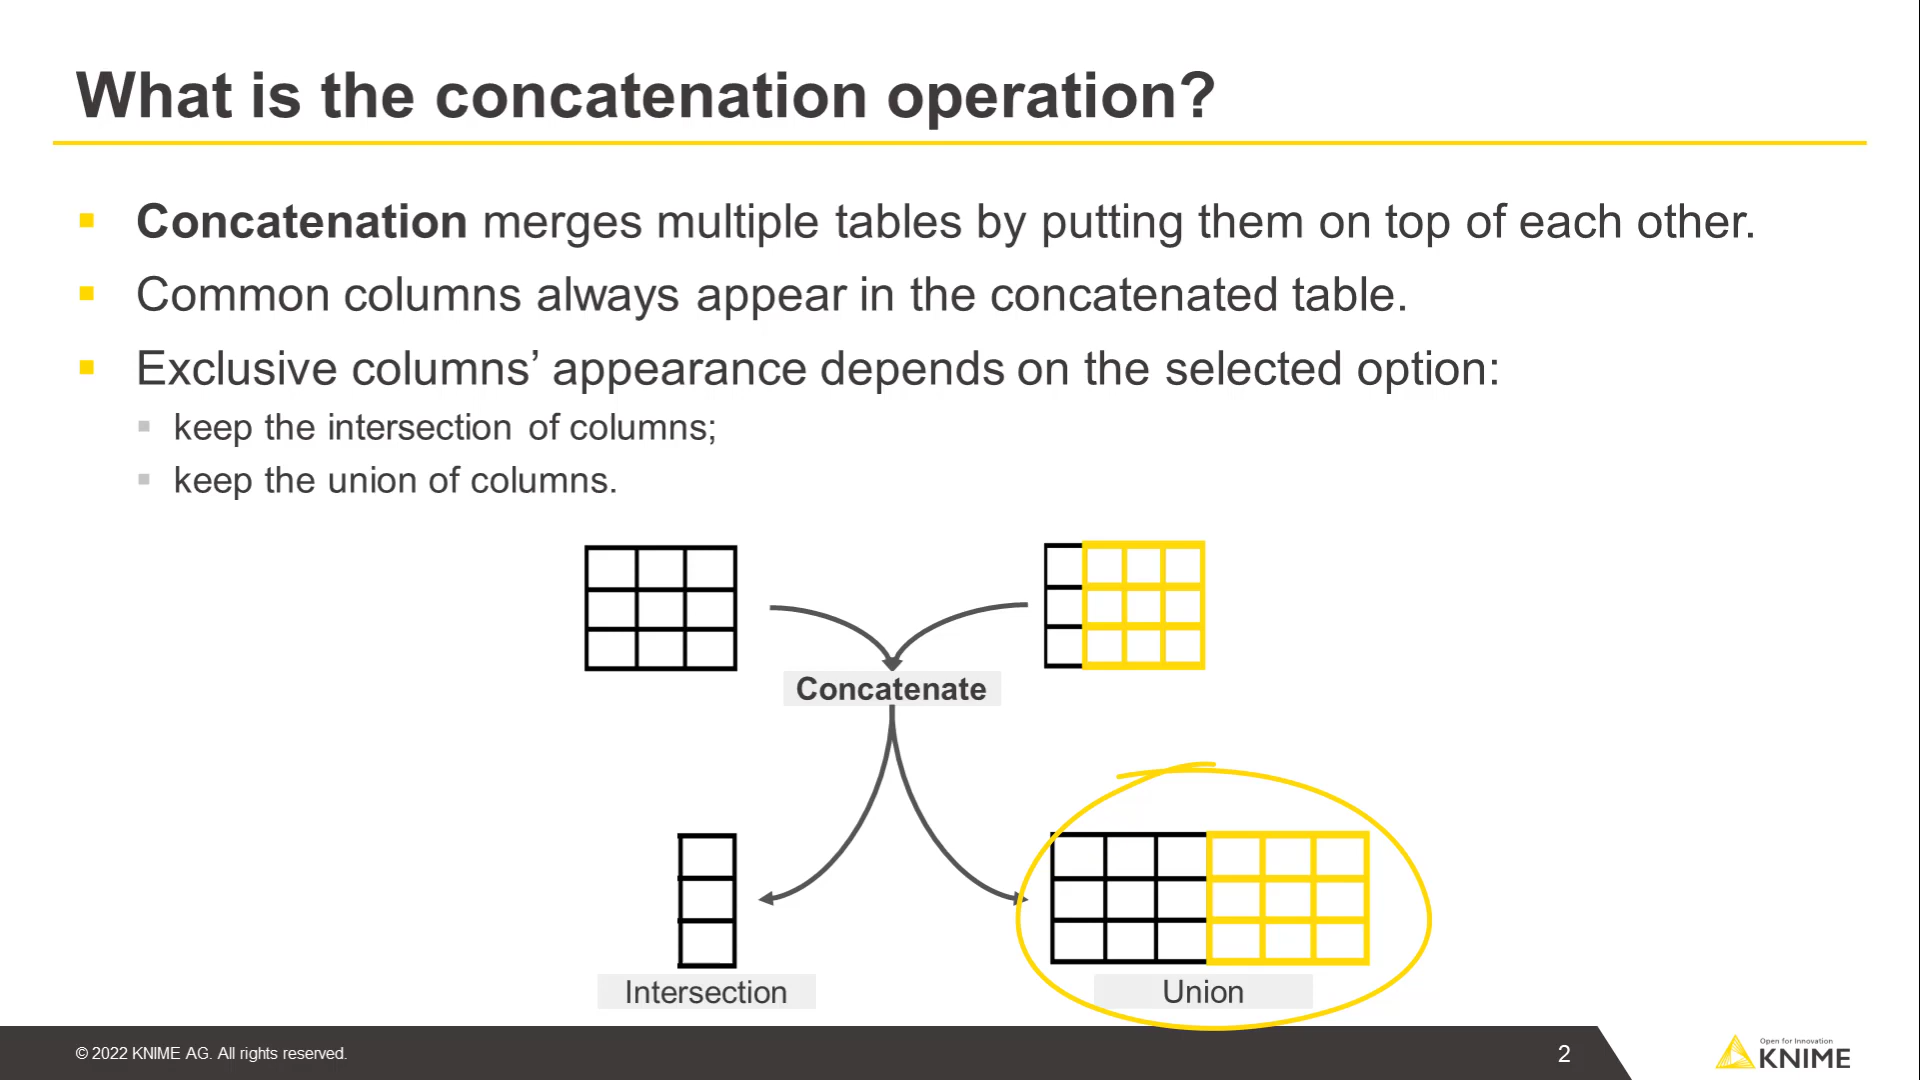 What is the concatenation operation?
Concatenation merges multiple tables by putting them on top of each other.
Common columns always appear in the concatenated table.
Exclusive columns’ appearance depends on the selected option:
keep the intersection of columns;
keep the union of columns.
Concatenate
Intersection
Union
© 2022 KNIME AG. All rights reserved.
2
Open for Innovation
KNIME